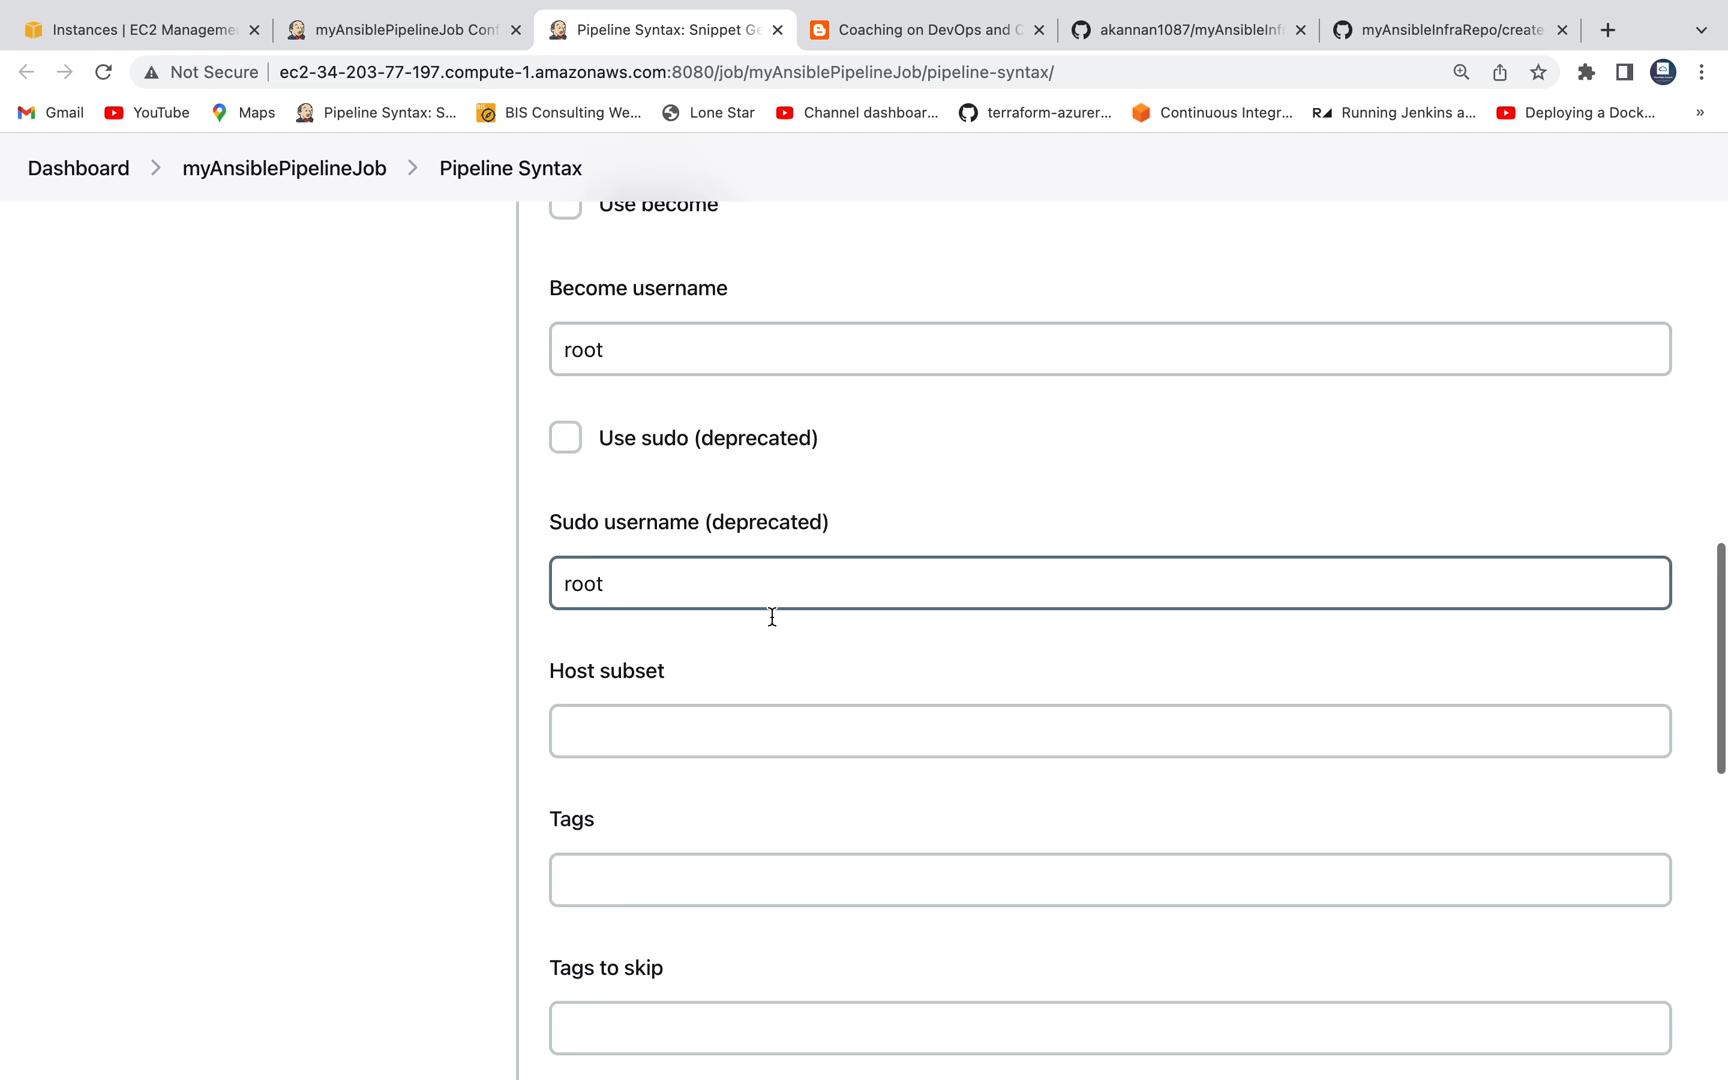 Instances | EC2 Manageme
myAnsiblePipelineJob Conf
Pipeline Syntax: Snippet Ge
Coaching on DevOps and C
akannan1087/myAnsibleInf
myAnsibleInfraRepo/create
Not Secure
ec2-34-203-77-197.compute-1.amazonaws.com:8080/job/myAnsiblePipelineJob/pipeline-syntax/
Gmail
YouTube
Maps
Pipeline Syntax: S...
BIS Consulting We...
Lone Star
Channel dashboar...
terraform-azurer...
Continuous Integr...
Running Jenkins a...
Deploying a Dock...
»
Dashboard
myAnsiblePipelineJob
Pipeline Syntax
Use become
Become username
root
Use sudo (deprecated)
Sudo username (deprecated)
root
Host subset
Tags
Tags to skip